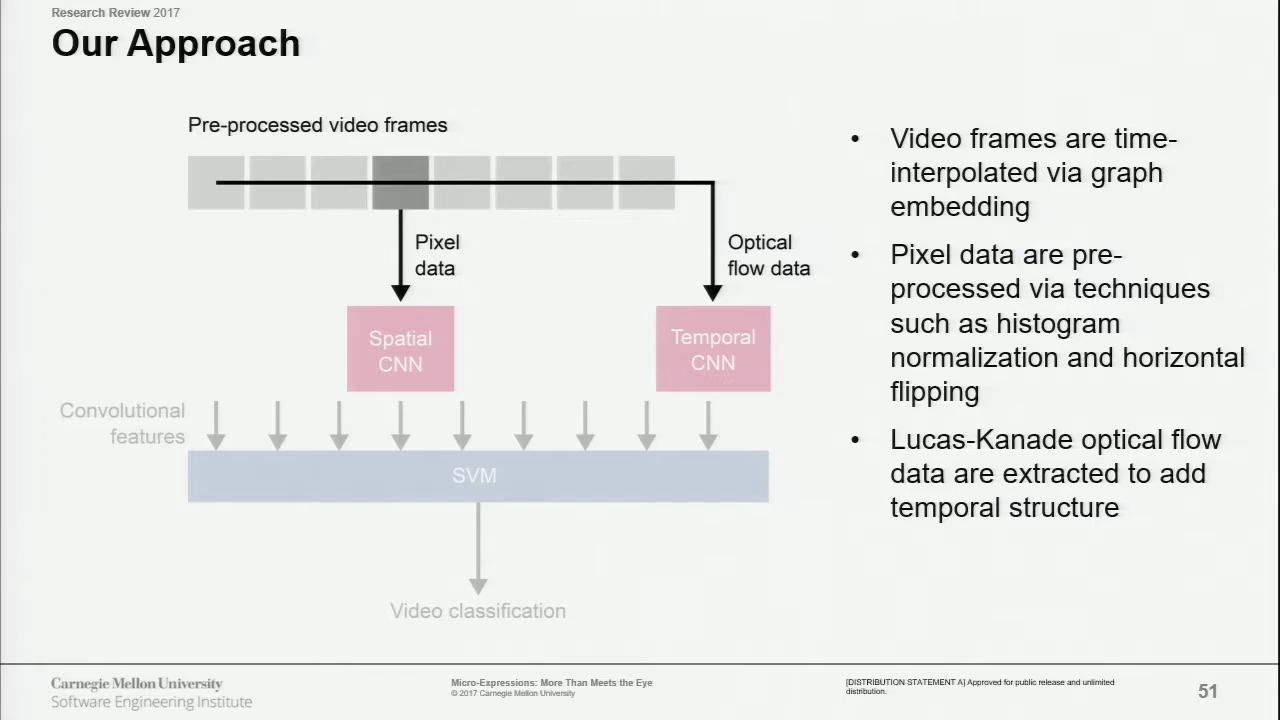 Research Review 2017
Our Approach
Pre-processed video frames
Pixel
data
Optical
flow data
Spatial
CNN
Temporal
CNN
Convolutional
features
SVM
Video classification
• Video frames are time-
interpolated via graph
embedding
• Pixel data are pre-
processed via techniques
such as histogram
normalization and horizontal
flipping
• Lucas-Kanade optical flow
data are extracted to add
temporal structure
Carnegie Mellon University
Software Engineering Institute
Micro-Expressions: More Than Meets the Eye
© 2017 Carnegie Mellon University
[DISTRIBUTION STATEMENT A] Approved for public release and unlimited
distribution.
51